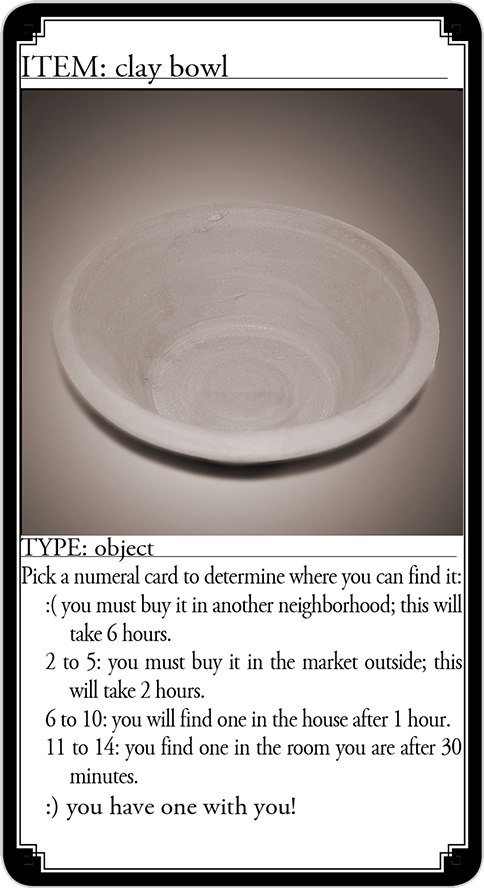 ITEM: clay bowl
TYPE: object
Pick a numeral card to determine where you can find it:
:( you must buy it in another neighborhood; this will
take 6 hours.
2 to 5: you must buy it in the market outside; this
will take 2 hours.
6 to 10: you will find one in the house after 1 hour.
11 to 14: you find one in the room you are after 30
minutes.
:) you have one with you!